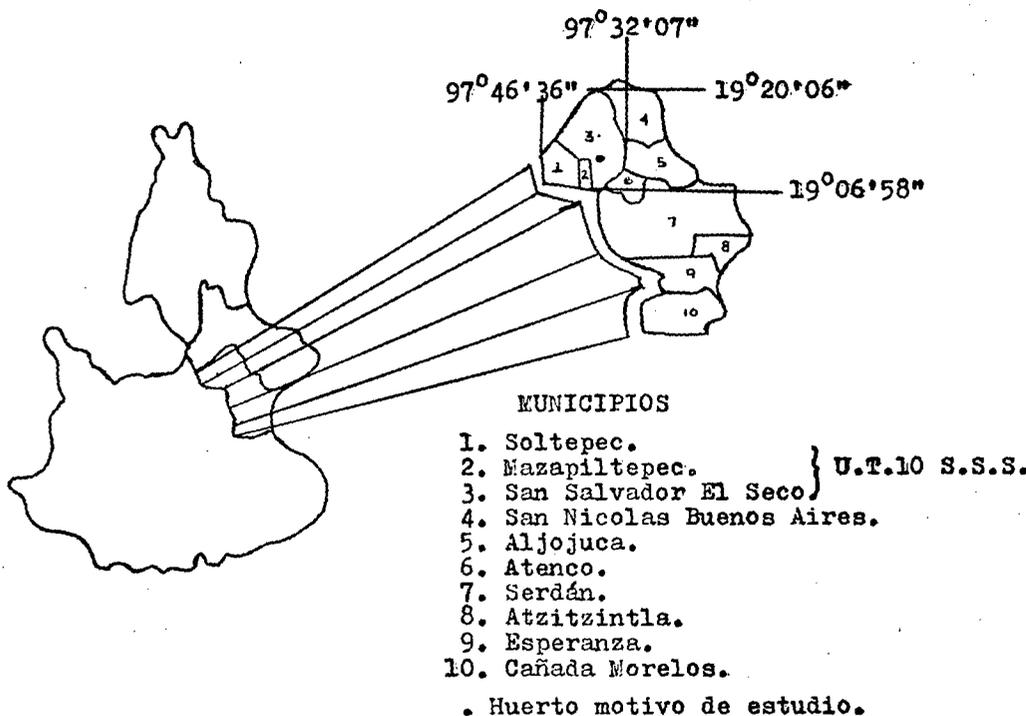 97° 32'07"
97° 46'36" 19° 20'06"
4
3.
1 2 5
6
19° 06'58"
7
8
9
10
MUNICIPIOS
1. Soltepec.
2. Mazapiltepec. } U.T.10 S.S.S.
3. San Salvador El Seco
4. San Nicolas Buenos Aires.
5. Aljojuca.
6. Atenco.
7. Serdán.
8. Atzitzintla.
9. Esperanza.
10. Cañada Morelos.
. Huerto motivo de estudio.